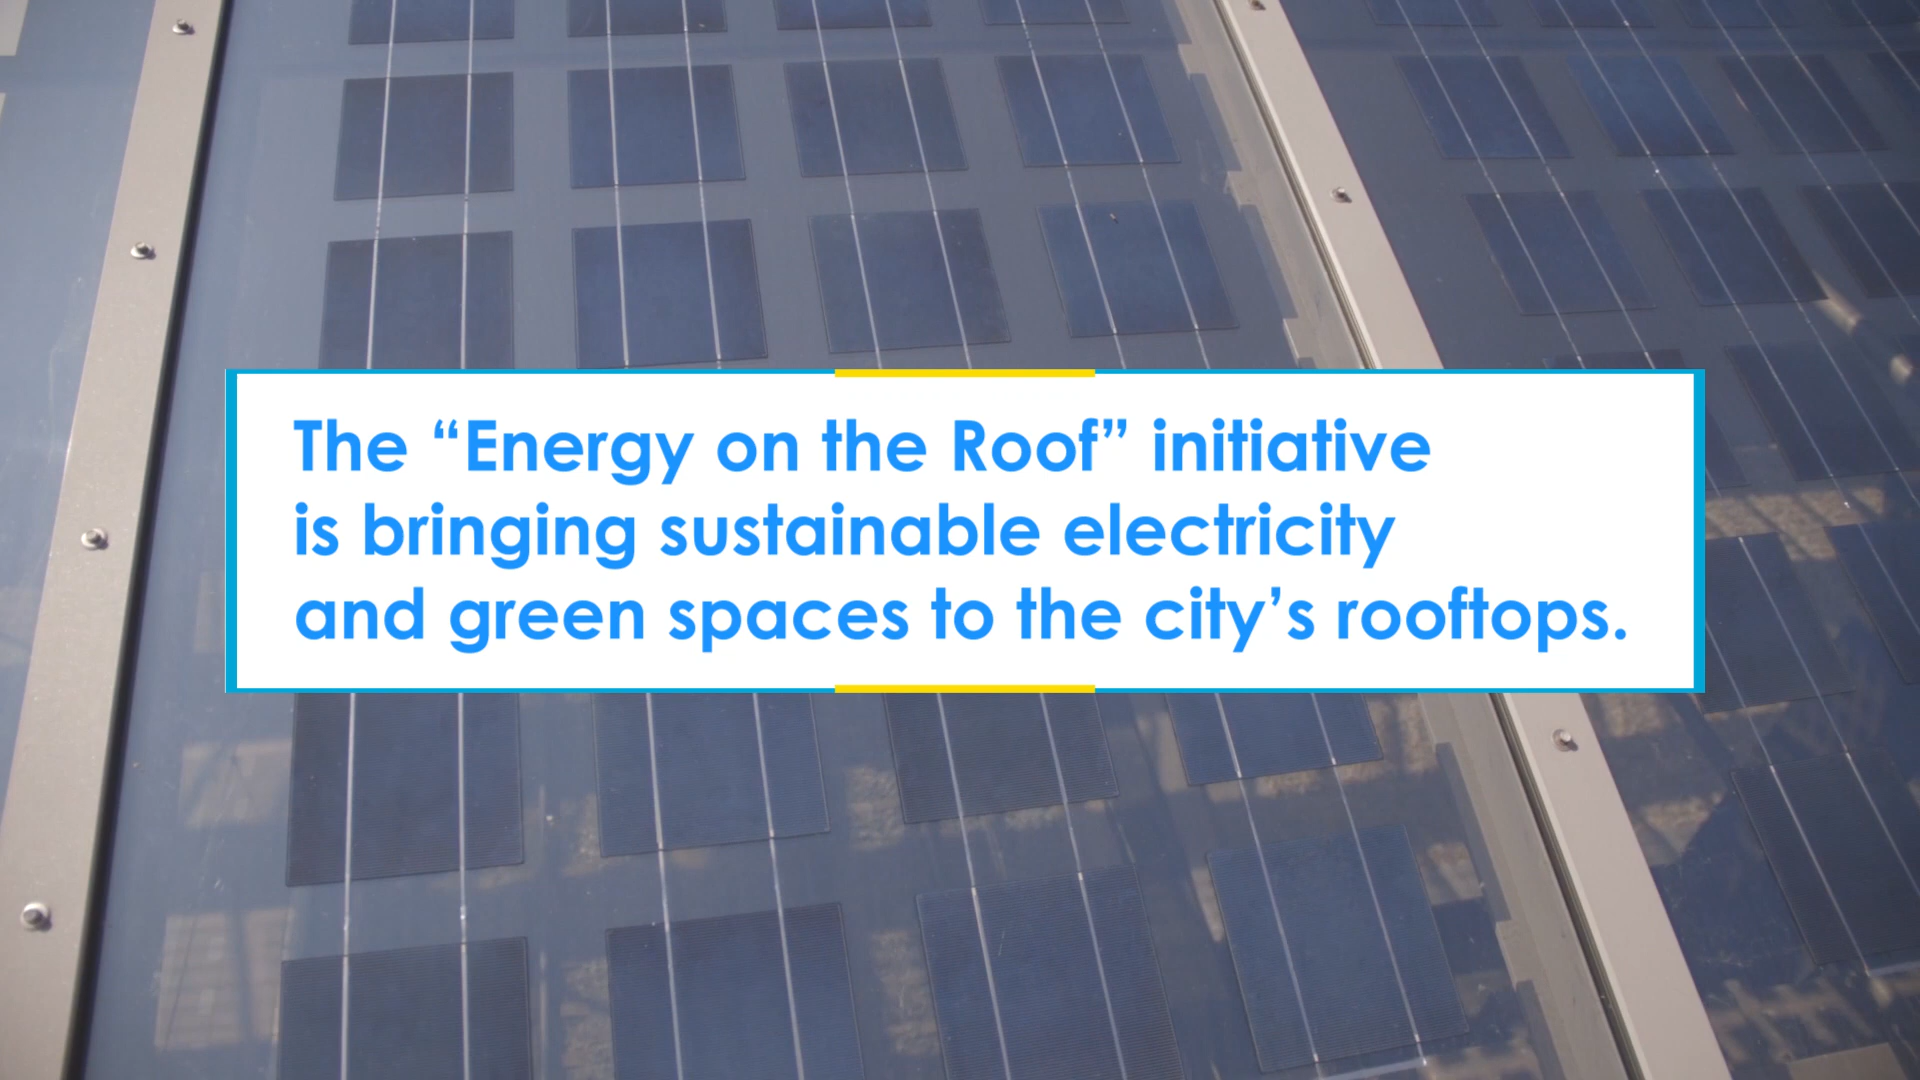 The “Energy on the Roof” initiative
is bringing sustainable electricity
and green spaces to the city’s rooftops.